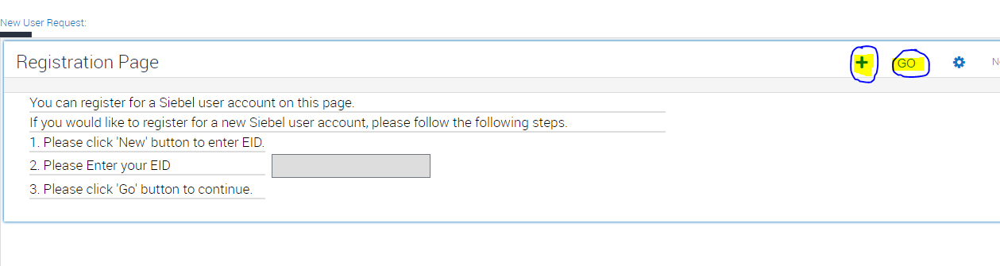 New User Request:
Registration Page
+ GO
You can register for a Siebel user account on this page.
If you would like to register for a new Siebel user account, please follow the following steps.
1. Please click 'New' button to enter EID.
2. Please Enter your EID
3. Please click 'Go' button to continue.